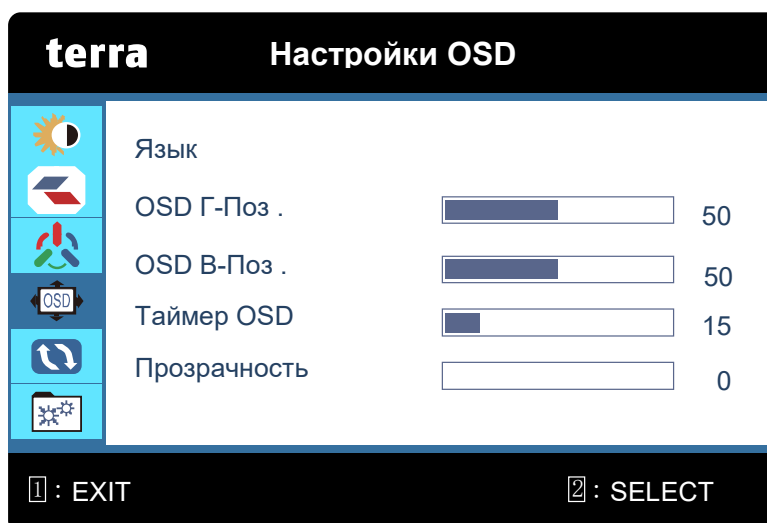 terra Настройки OSD
Язык
OSD Г-Поз . 50
OSD В-Поз . 50
OSD
Таймер OSD 15
Прозрачность 0
1 : EXIT 2 : SELECT